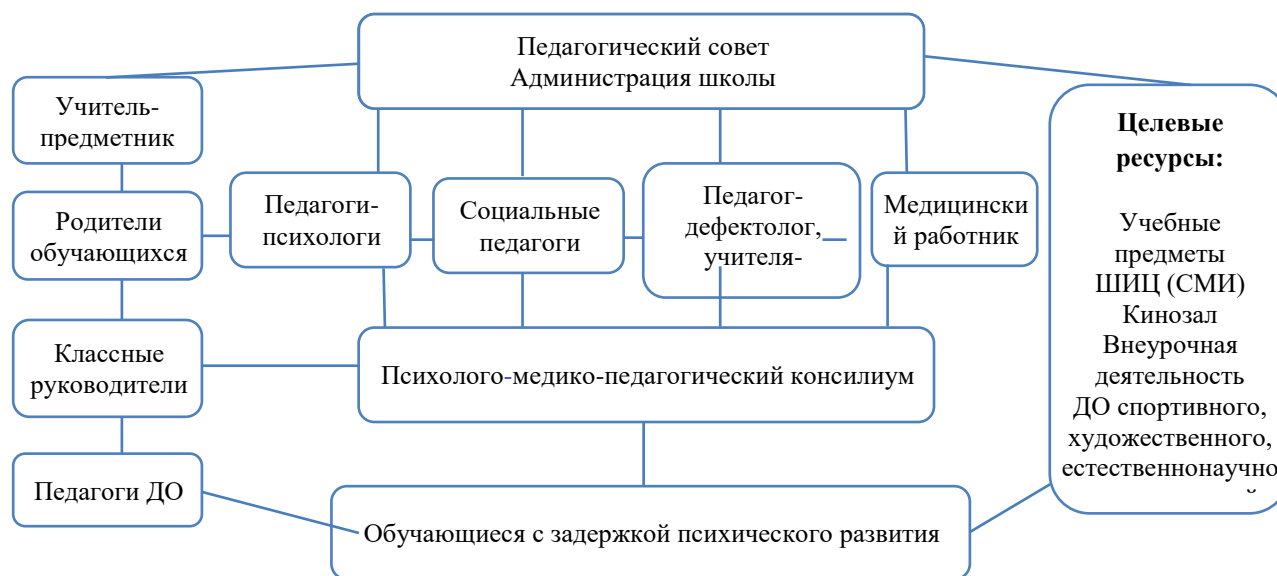 Педагогический совет
Администрация школы
Учитель-
предметник
Родители
обучающихся
Классные
руководители
Педагоги ДО
Педагоги-
психологи
Социальные
педагоги
Педагог-
дефектолог,
учителя-
Медицински
й работник
Психолого-медико-педагогический консилиум
Обучающиеся с задержкой психического развития
Целевые
ресурсы:
Учебные
предметы
ШИЦ (СМИ)
Кинозал
Внеурочная
деятельность
ДО спортивного,
художественного,
естественнонаучно